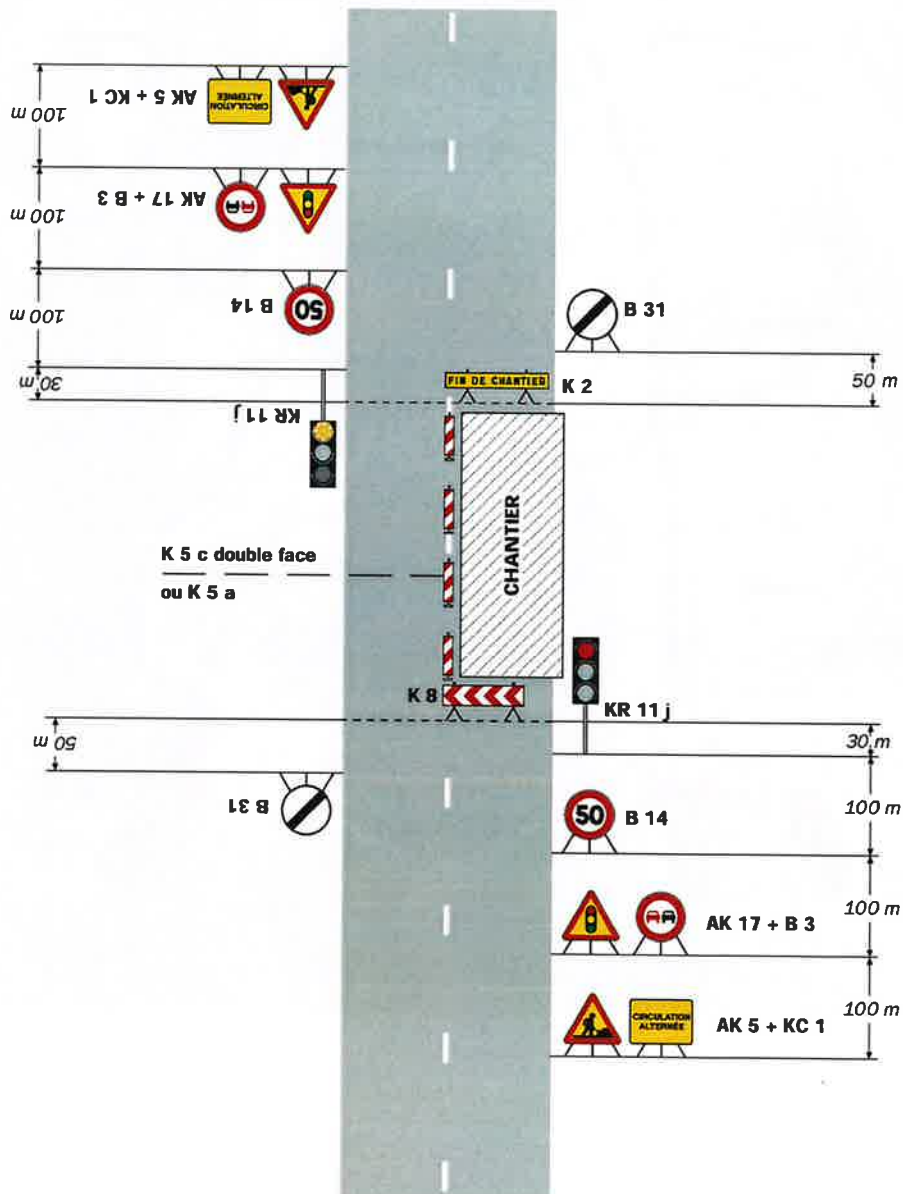 100 m
CIRCULATION
ALTERNÉE
AK 5 + KC 1
100 m
AK 17 + B 3
100 m
50
B 14
30 m
KR 11 j
B 31
50 m
FIN DE CHANTIER
K 2
CHANTIER
K 5 c double face
ou K 5 a
K 8
KR 11 j
30 m
50 m
B 31
50
B 14
100 m
AK 17 + B 3
100 m
CIRCULATION
ALTERNÉE
AK 5 + KC 1
100 m